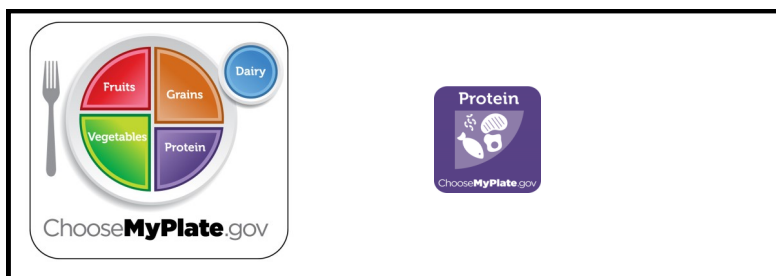 Dairy
Fruits
Grains
Vegetables
Protein
ChooseMyPlate.gov
Protein
ChooseMyPlate.gov